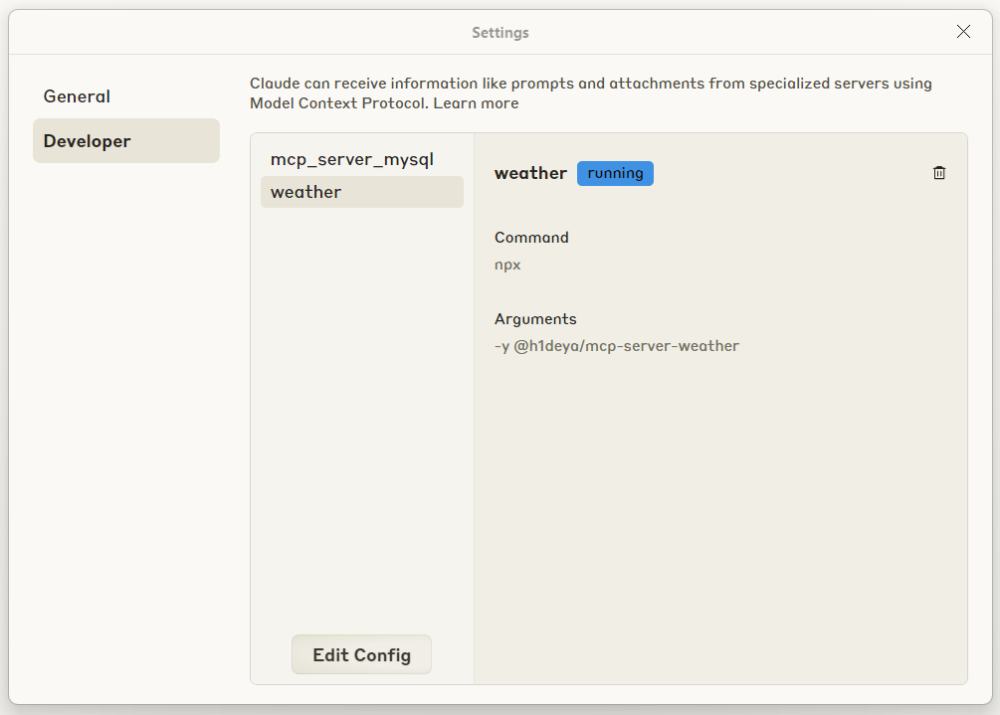 Settings
General
Developer
Claude can receive information like prompts and attachments from specialized servers using
Model Context Protocol. Learn more
mcp_server_mysql
weather
weather running
Command
npx
Arguments
-y @h1deya/mcp-server-weather
Edit Config